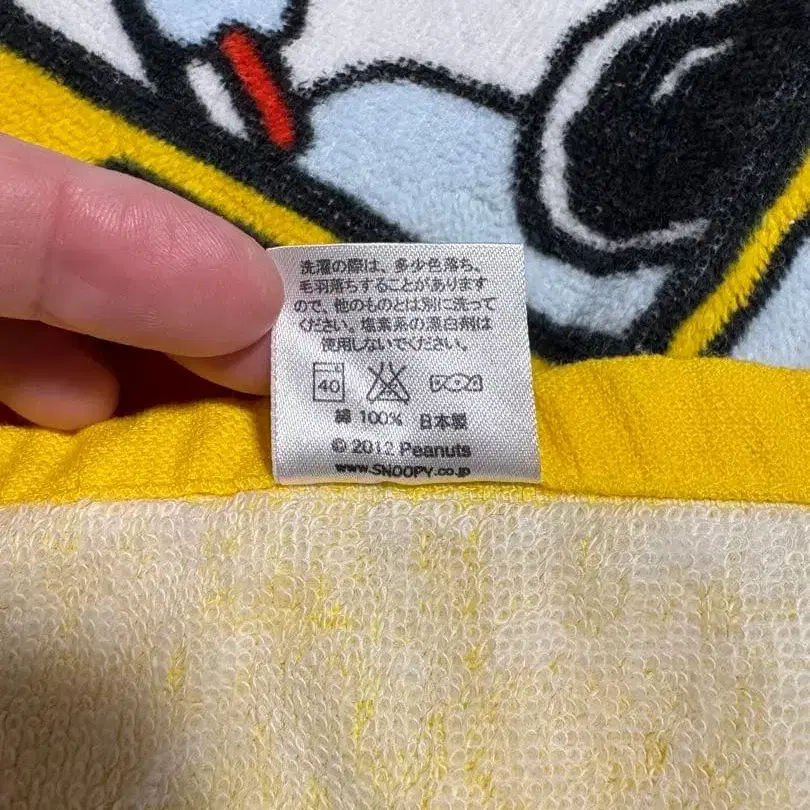 洗濯の際は、多少色落ち、
毛羽落ちすることがあります
ので、他のものとは別に洗って
ください。塩素系の漂白剤は
使用しないでください。
40
綿 100% 日本製
© 2012 Peanuts
www.SNOOPY.co.jp